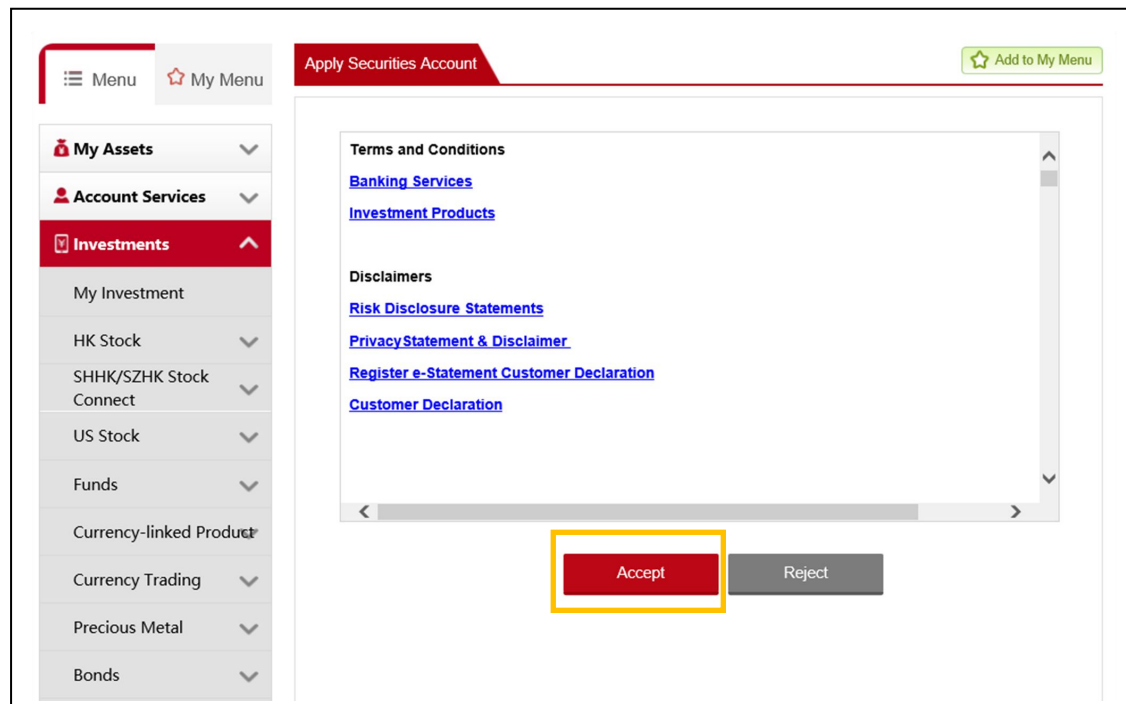 Menu
My Menu
Apply Securities Account
Add to My Menu
My Assets
Account Services
Investments
My Investment
HK Stock
SHHK/SZHK Stock
Connect
US Stock
Funds
Currency-linked Product
Currency Trading
Precious Metal
Bonds
Terms and Conditions
Banking Services
Investment Products
Disclaimers
Risk Disclosure Statements
PrivacyStatement & Disclaimer
Register e-Statement Customer Declaration
Customer Declaration
Accept
Reject